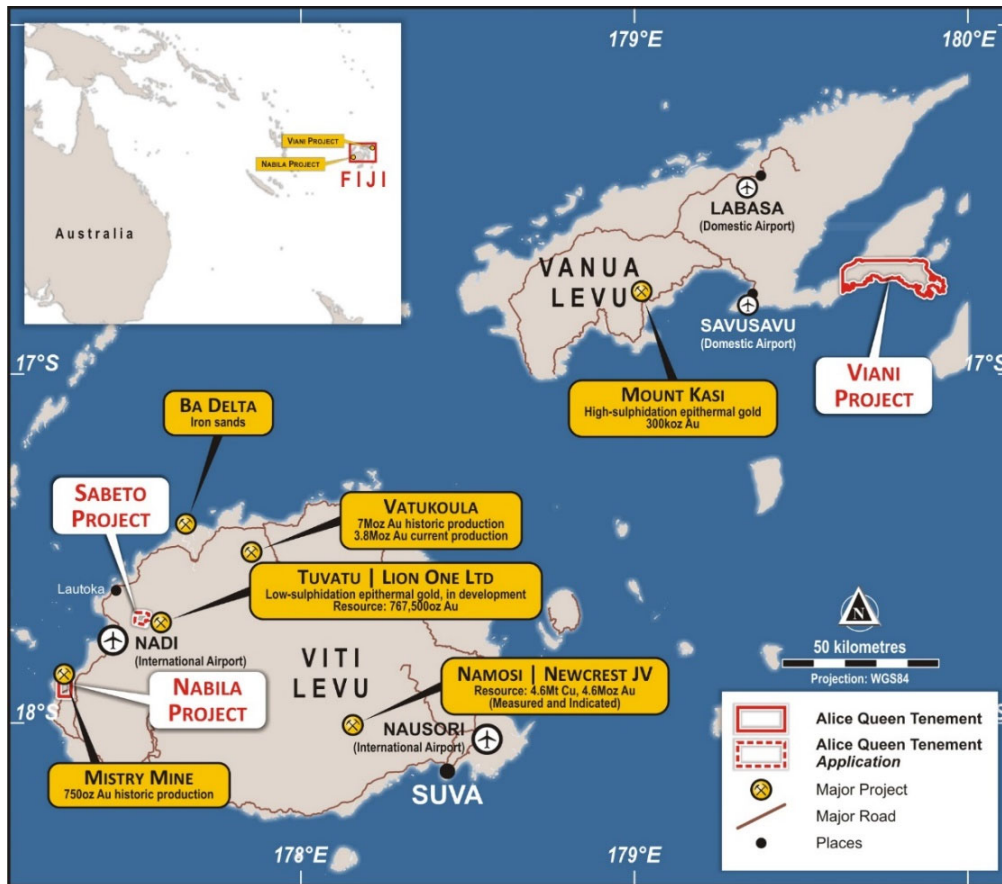 179°E
180°E
VIANI PROJECT
NABILA PROJECT
FIJI
Australia
LABASA
(Domestic Airport)
VANUA
LEVU
SAVUSAVU
(Domestic Airport)
17°S
17°S
VIANI
PROJECT
MOUNT KASI
High-sulphidation epithermal gold
300koz Au
BA DELTA
Iron sands
SABETO
PROJECT
VATUKOULA
7Moz Au historic production
3.8Moz Au current production
Lautoka
TUVATU | LION ONE LTD
Low-sulphidation epithermal gold, in development
Resource: 767,500oz Au
NADI
(International Airport)
N
50 kilometres
Projection: WGS84
VITI
LEVU
NABILA
PROJECT
NAMOSI | NEWCREST JV
Resource: 4.6Mt Cu, 4.6Moz Au
(Measured and Indicated)
18°S
18°S
NAUSORI
(International Airport)
MISTRY MINE
750oz Au historic production
SUVA
178°E
179°E
Alice Queen Tenement
Alice Queen Tenement
Application
Major Project
Major Road
Places